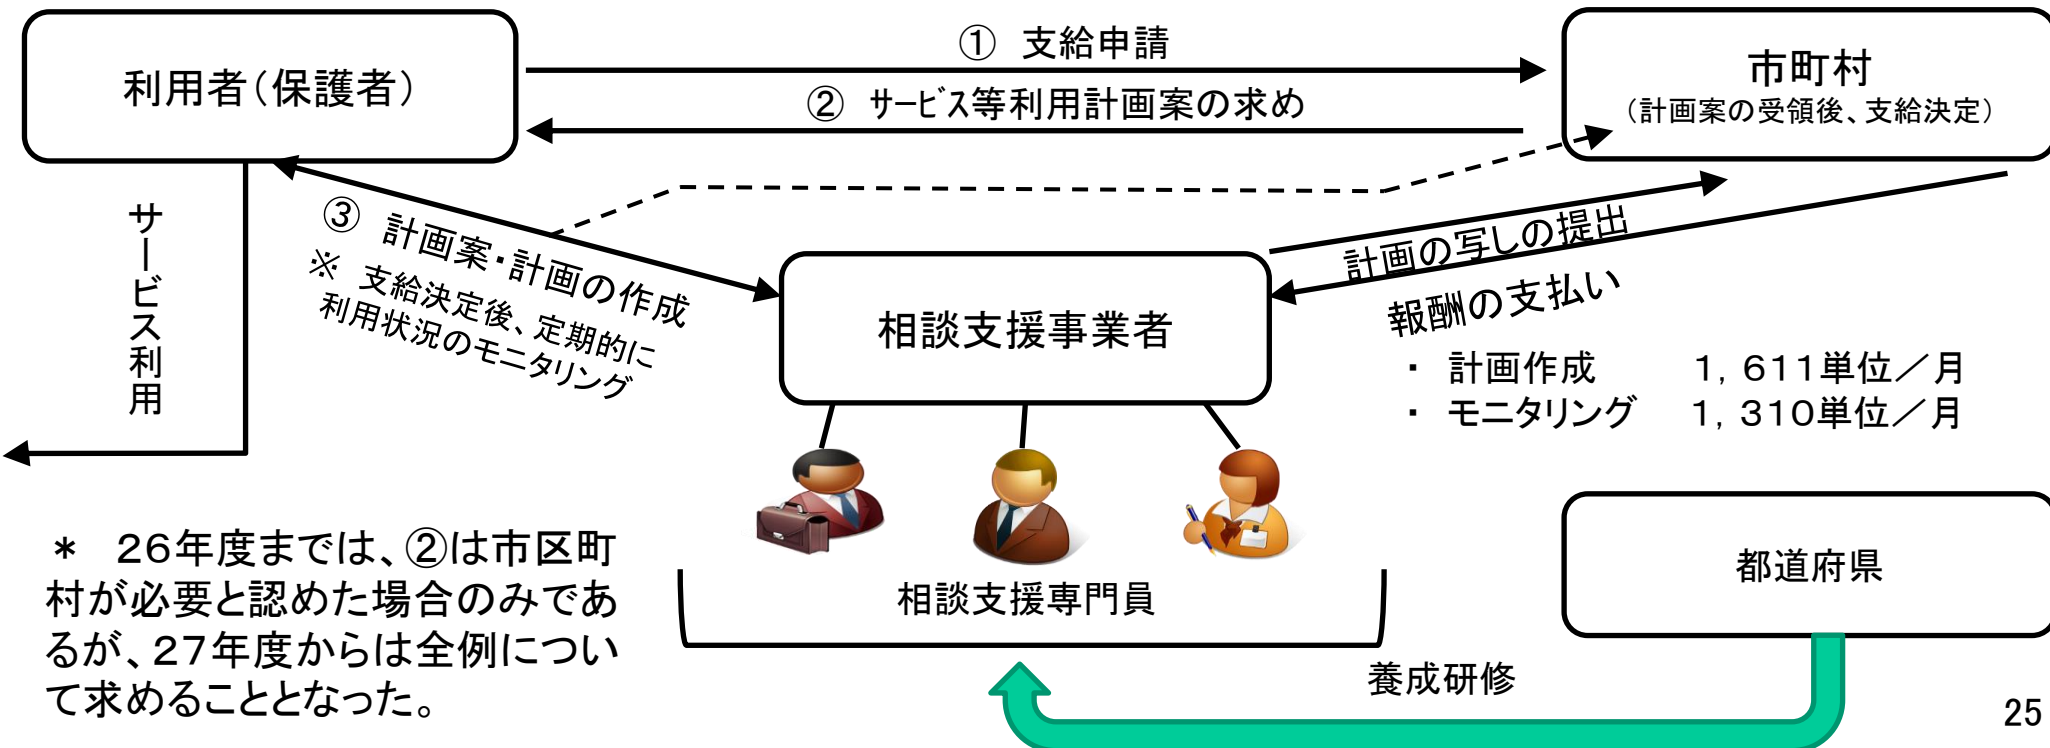 利用者(保護者)
① 支給申請
② サービス等利用計画案の求め
市町村
(計画案の受領後、支給決定)
サービス利用
③ 計画案・計画の作成
※ 支給決定後、定期的に
利用状況のモニタリング
相談支援事業者
計画の写しの提出
報酬の支払い
・ 計画作成 1,611単位/月
・ モニタリング 1,310単位/月
相談支援専門員
都道府県
養成研修
* 26年度までは、②は市区町
村が必要と認めた場合のみであ
るが、27年度からは全例につい
て求めることとなった。
25